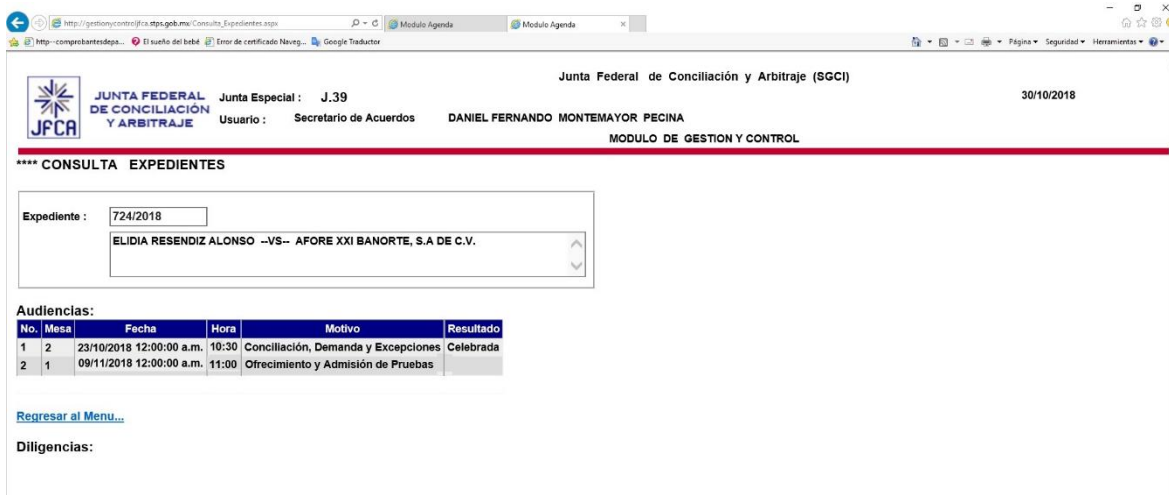 http://gestionycontroljfca.stps.gob.mx/Consulta_Expedientes.aspx Modulo Agenda Modulo Agenda
http--comprobantesdepa... El sueño del bebé Error de certificado Naveg... Google Traductor Página Seguridad Herramientas
Junta Federal de Conciliación y Arbitraje (SGCI)
JFCA JUNTA FEDERAL DE CONCILIACIÓN Y ARBITRAJE
Junta Especial : J.39 30/10/2018
Usuario : Secretario de Acuerdos DANIEL FERNANDO MONTEMAYOR PECINA
MODULO DE GESTION Y CONTROL
**** CONSULTA EXPEDIENTES
Expediente : 724/2018
ELIDIA RESENDIZ ALONSO --VS-- AFORE XXI BANORTE, S.A DE C.V.
Audiencias:
No. Mesa Fecha Hora Motivo Resultado
1 2 23/10/2018 12:00:00 a.m. 10:30 Conciliación, Demanda y Excepciones Celebrada
2 1 09/11/2018 12:00:00 a.m. 11:00 Ofrecimiento y Admisión de Pruebas
Regresar al Menu...
Diligencias: